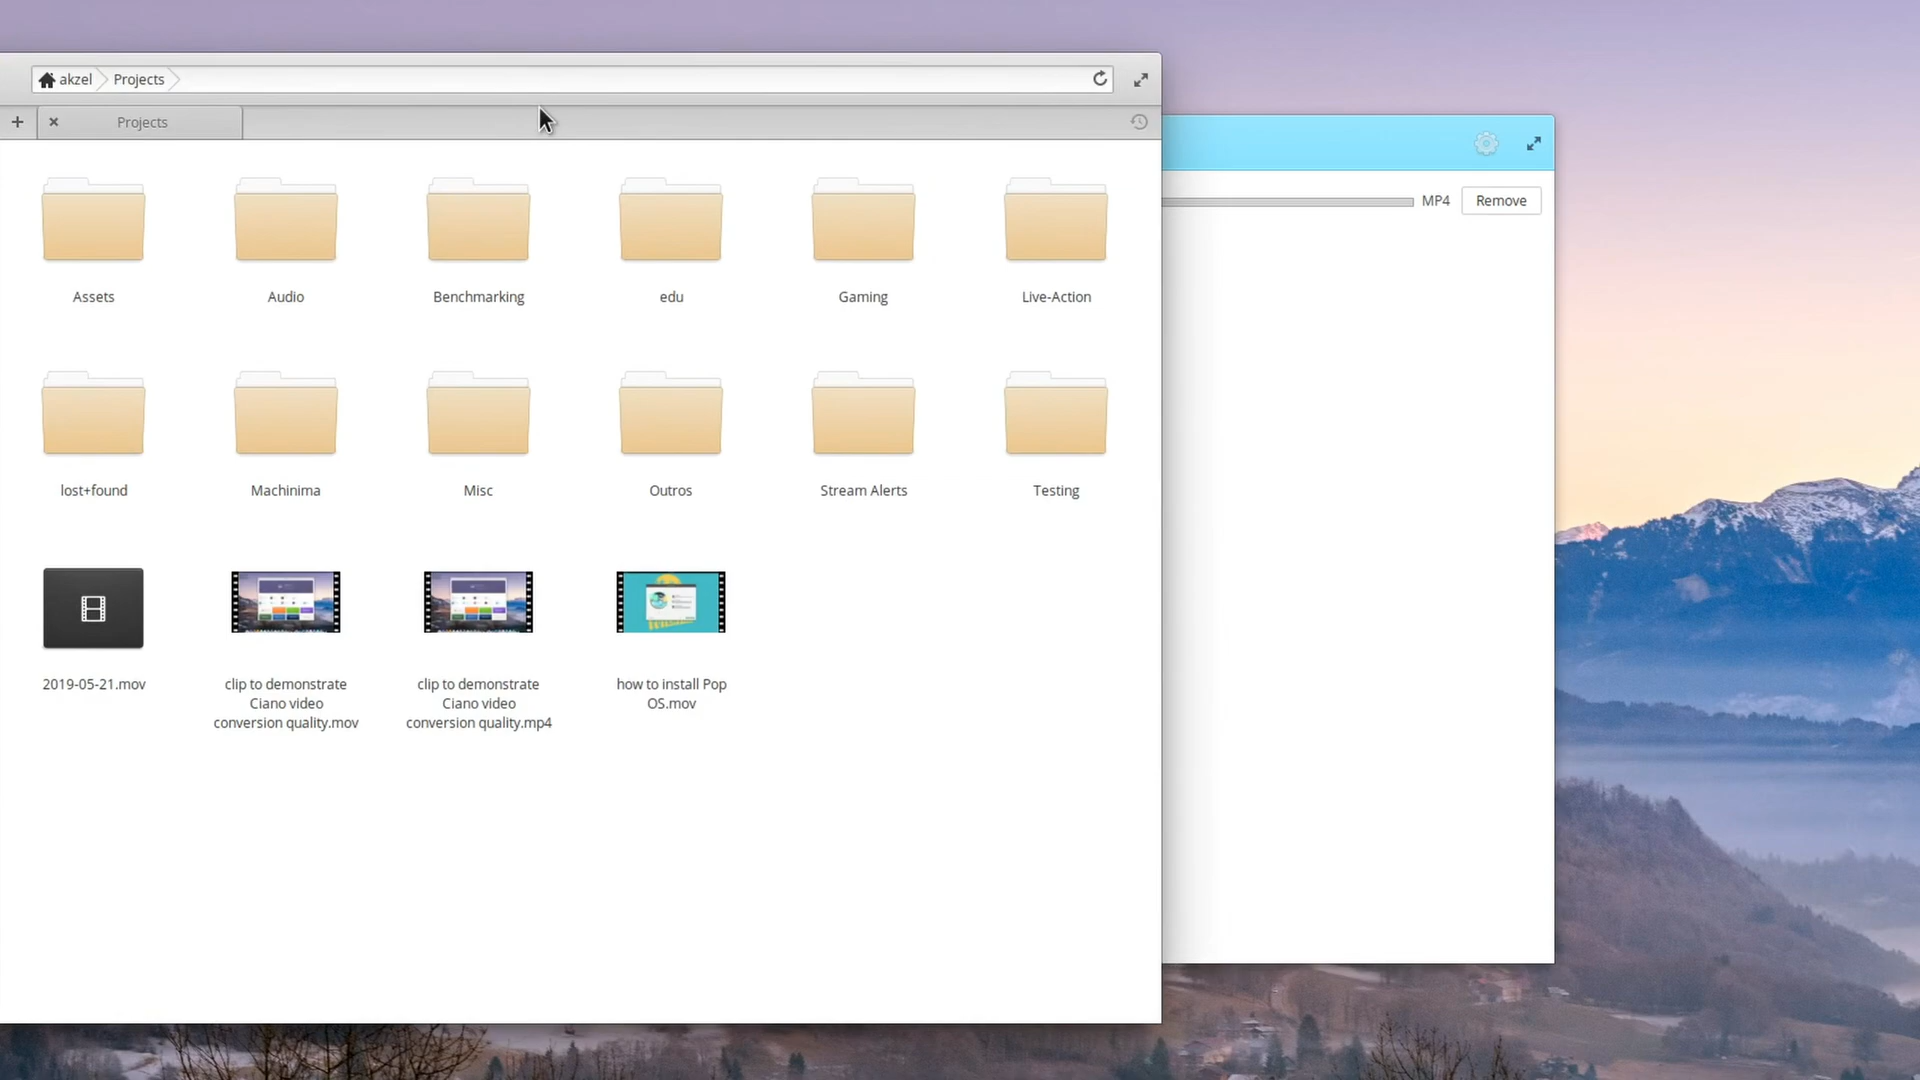 akzel Projects
Projects
MP4 Remove
Assets Audio Benchmarking edu Gaming Live-Action
lost+found Machinima Misc Outros Stream Alerts Testing
2019-05-21.mov
clip to demonstrate
Ciano video
conversion quality.mov
clip to demonstrate
Ciano video
conversion quality.mp4
how to install Pop
OS.mov